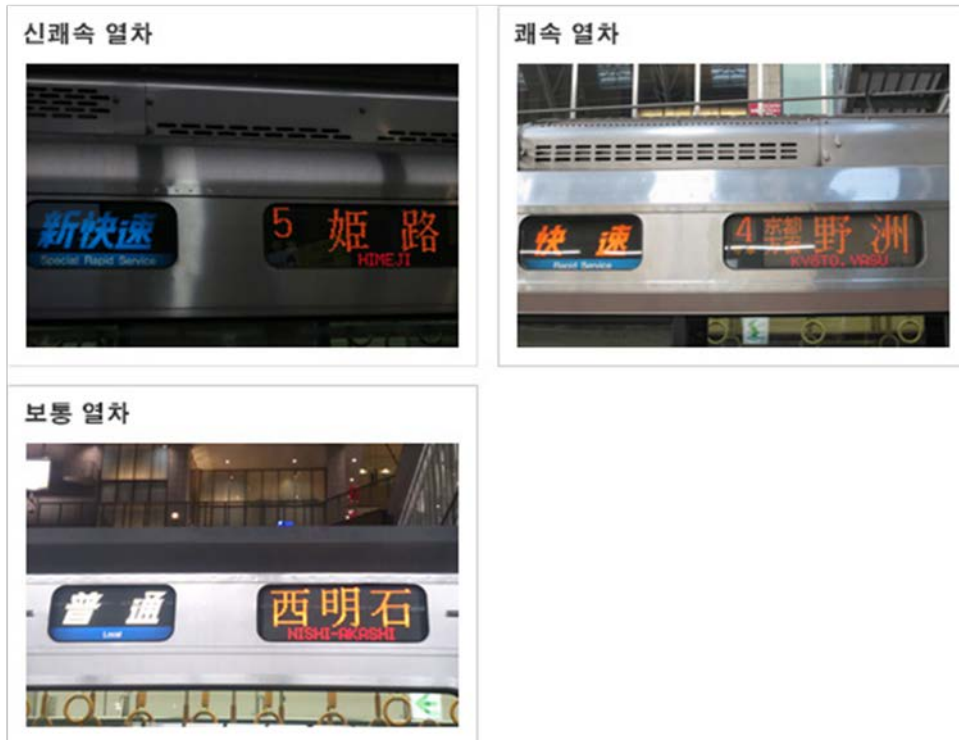 신쾌속 열차
新快速
Special Rapid Service
5 姫路
HIMEJI
쾌속 열차
快速
Rapid Service
4 京都 野洲
KYOTO, YASU
보통 열차
普通
Local
西明石
NISHI-AKASHI